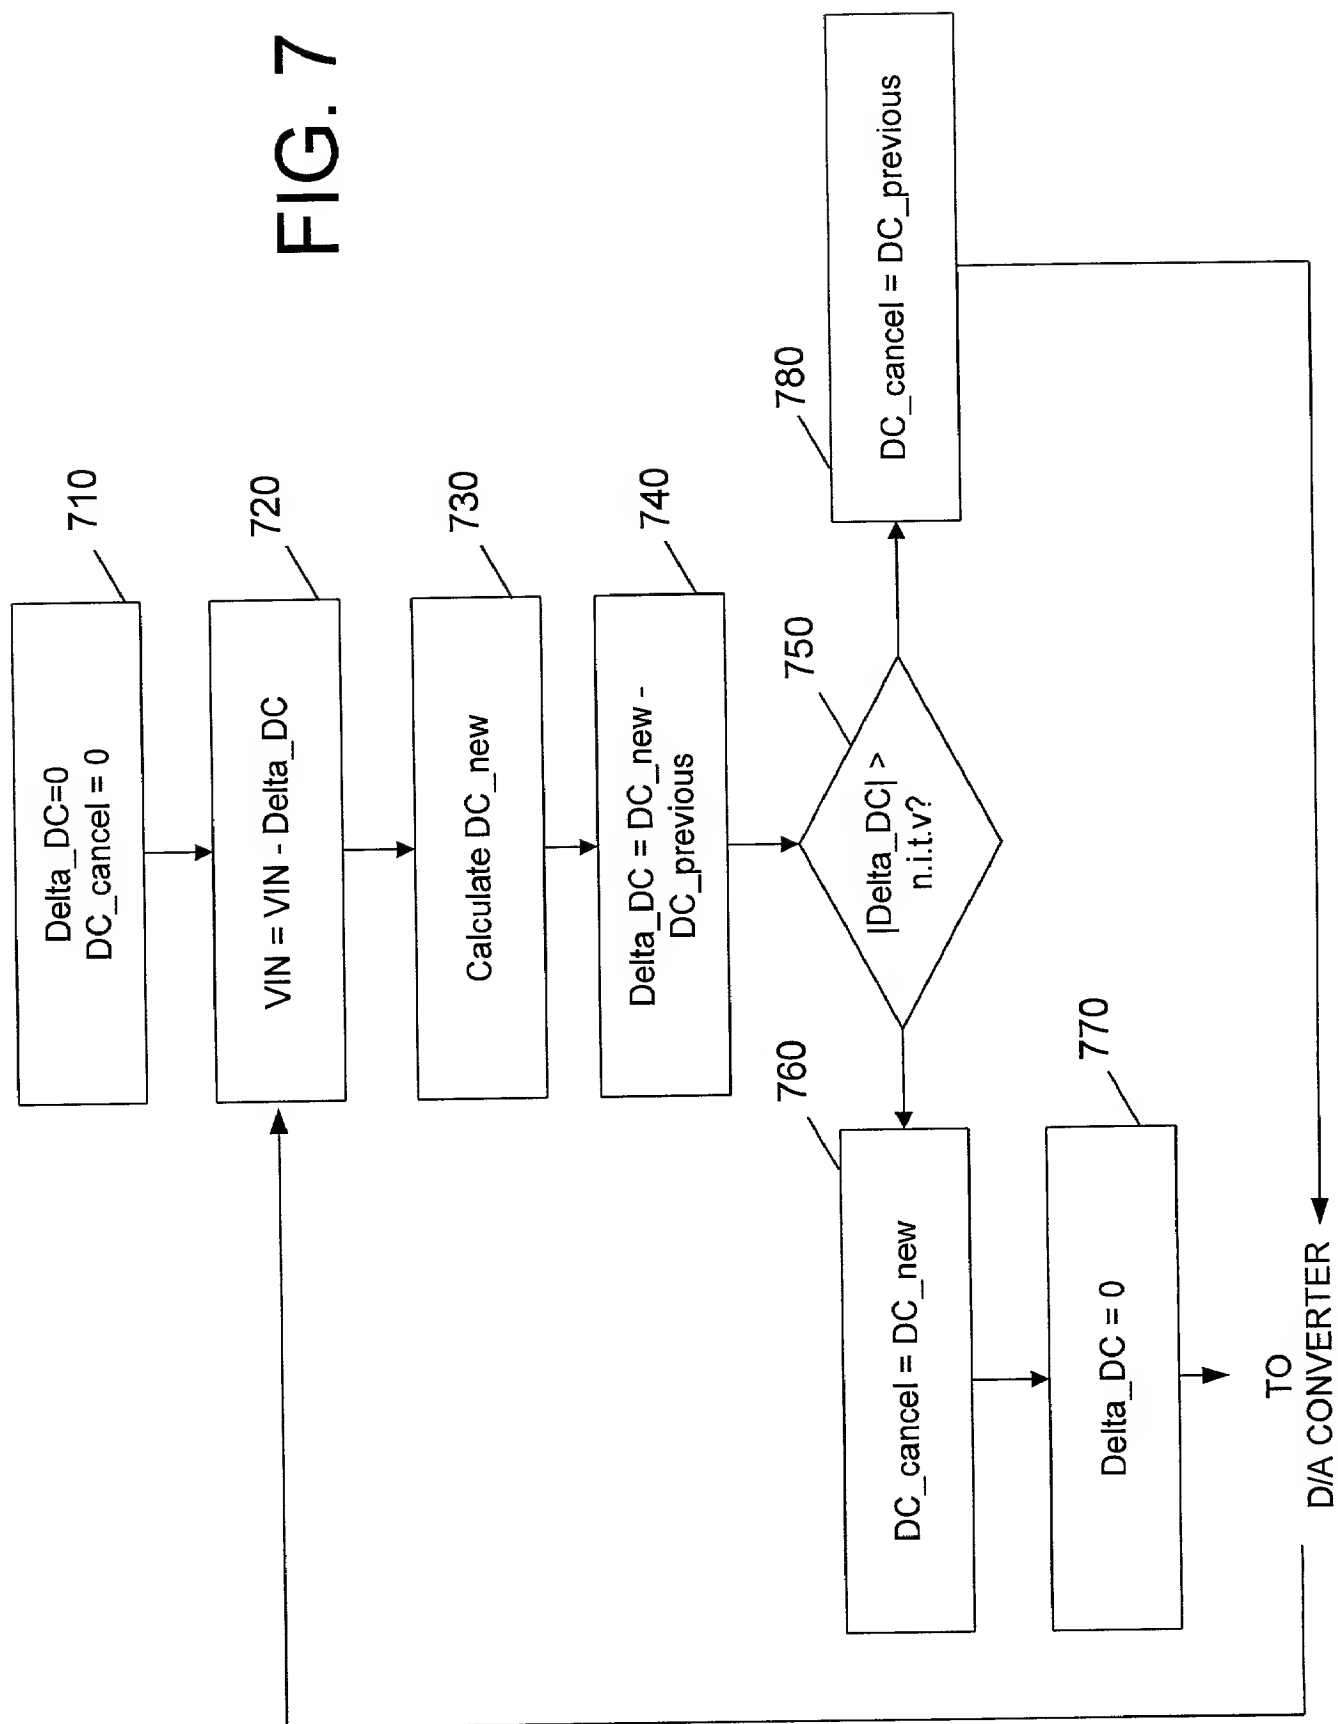 FIG. 7
710
Delta_DC=0
DC_cancel = 0
720
VIN = VIN - Delta_DC
730
Calculate DC_new
740
Delta_DC = DC_new -
DC_previous
750
|Delta_DC| >
n.i.t.v?
760
DC_cancel = DC_new
770
Delta_DC = 0
780
DC_cancel = DC_previous
TO
D/A CONVERTER